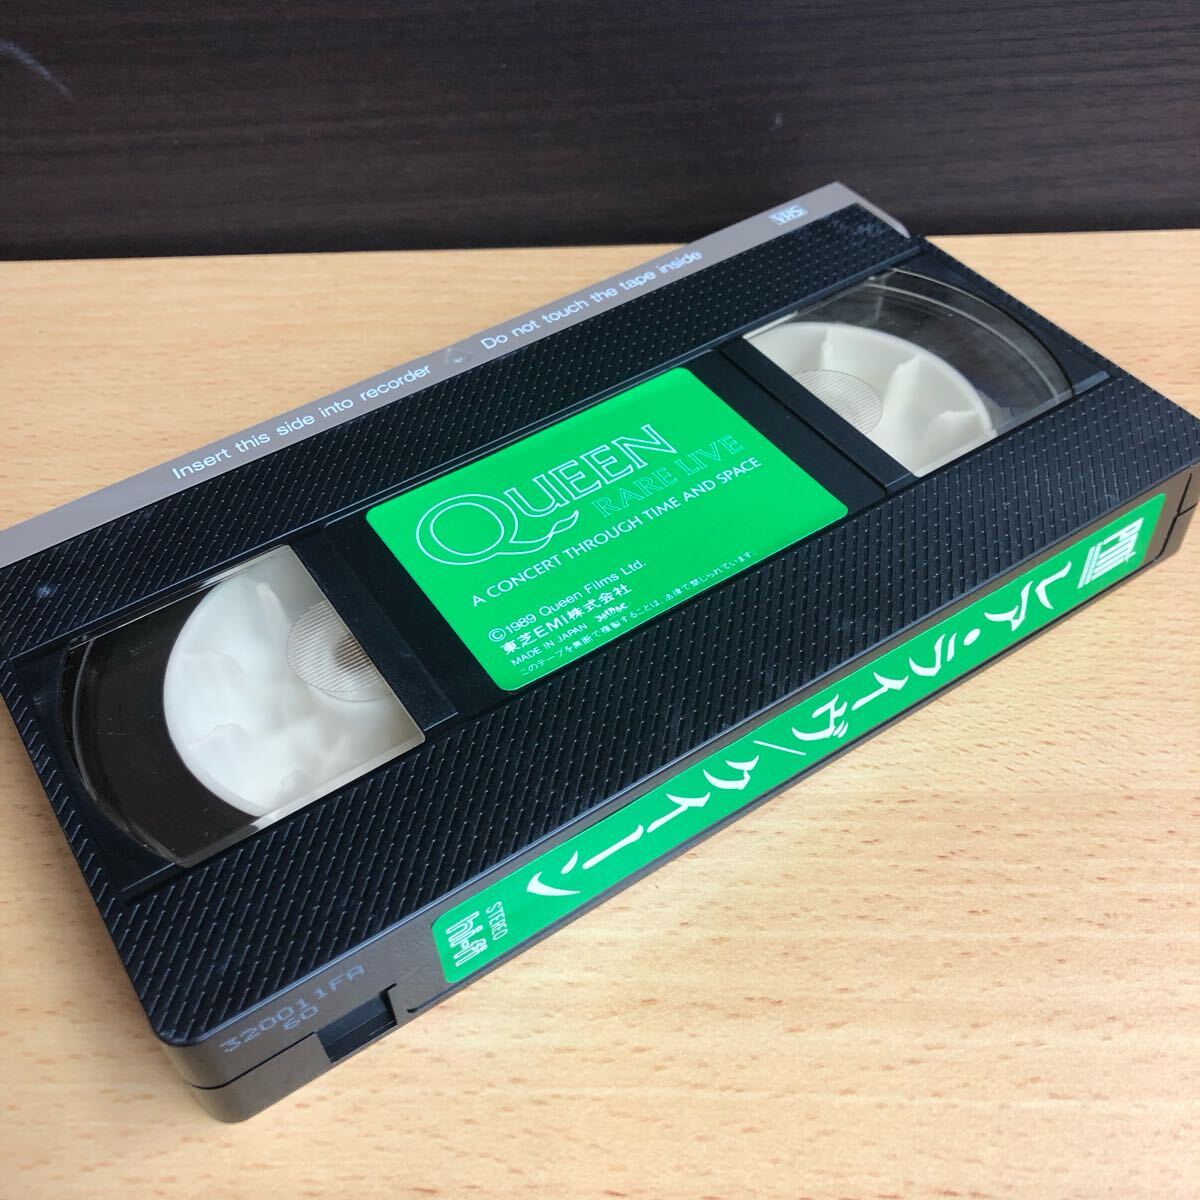 VHS
Insert this side into recorder
Do not touch the tape inside
QUEEN
RARE LIVE
A CONCERT THROUGH TIME AND SPACE
©1989 Queen Films Ltd.
東芝EMI株式会社
MADE IN JAPAN
このテープを無断で複製することは、法律で禁じられています。
レア・ライヴ/クイーン
STEREO
hi-fi
320011FA
60